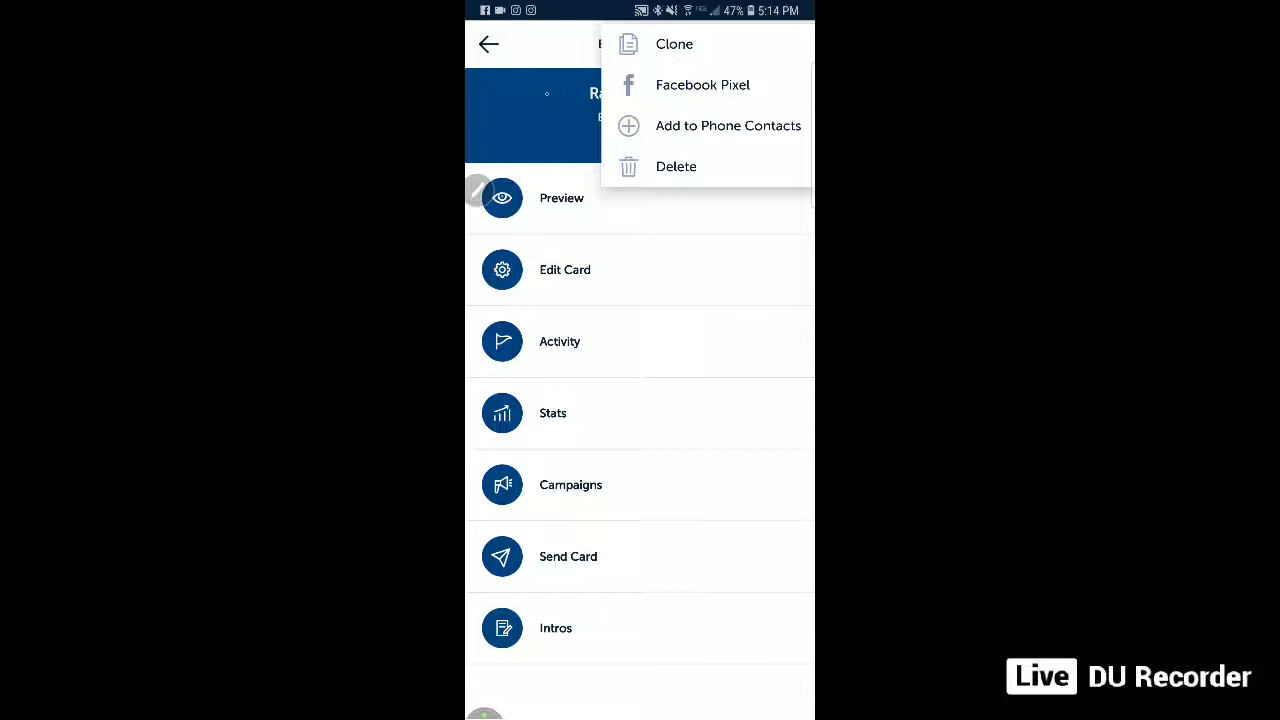 47% 5:14 PM
Clone
Facebook Pixel
Add to Phone Contacts
Delete
Preview
Edit Card
Activity
Stats
Campaigns
Send Card
Intros
Live DU Recorder